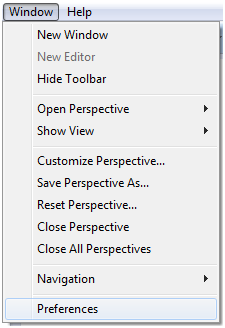 Window Help
New Window
New Editor
Hide Toolbar
Open Perspective
Show View
Customize Perspective...
Save Perspective As...
Reset Perspective...
Close Perspective
Close All Perspectives
Navigation
Preferences